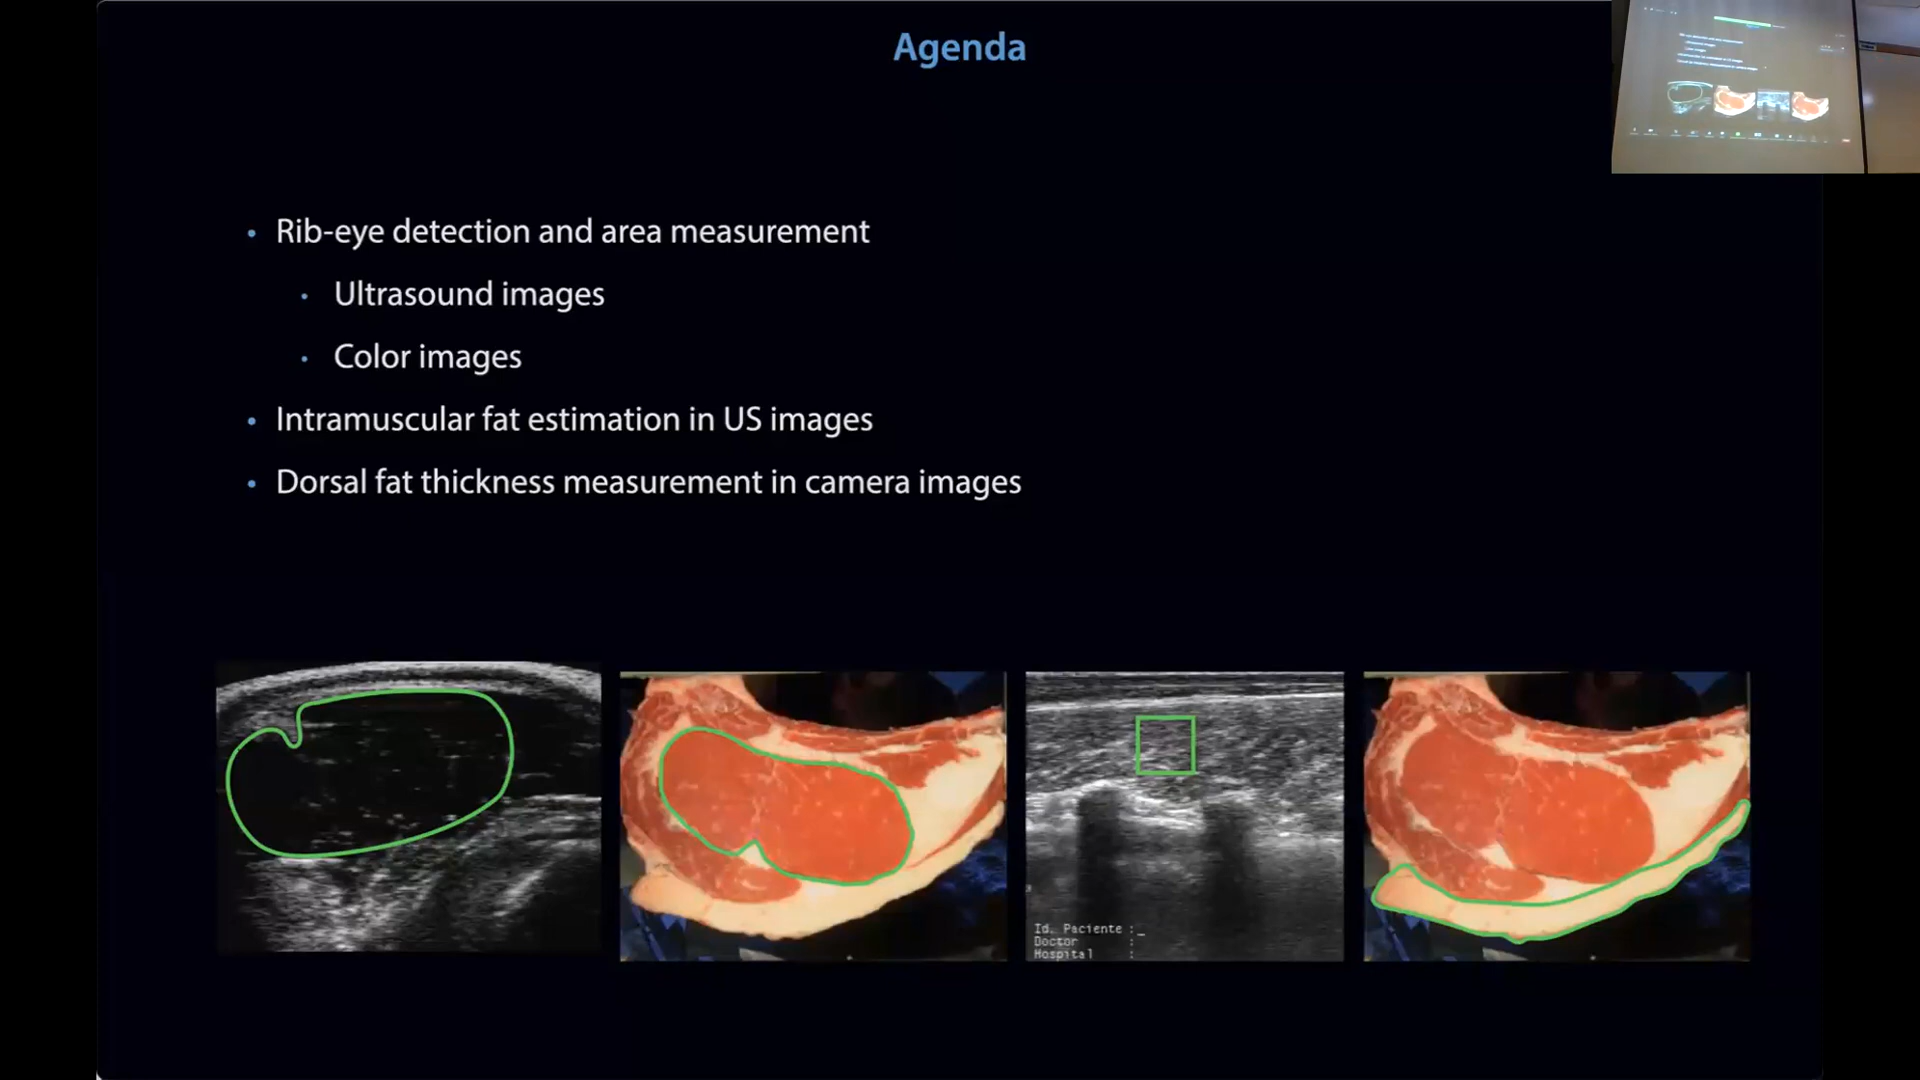 Agenda
• Rib-eye detection and area measurement
• Ultrasound images
• Color images
• Intramuscular fat estimation in US images
• Dorsal fat thickness measurement in camera images
Id. Paciente :_
Doctor :
Hospital :